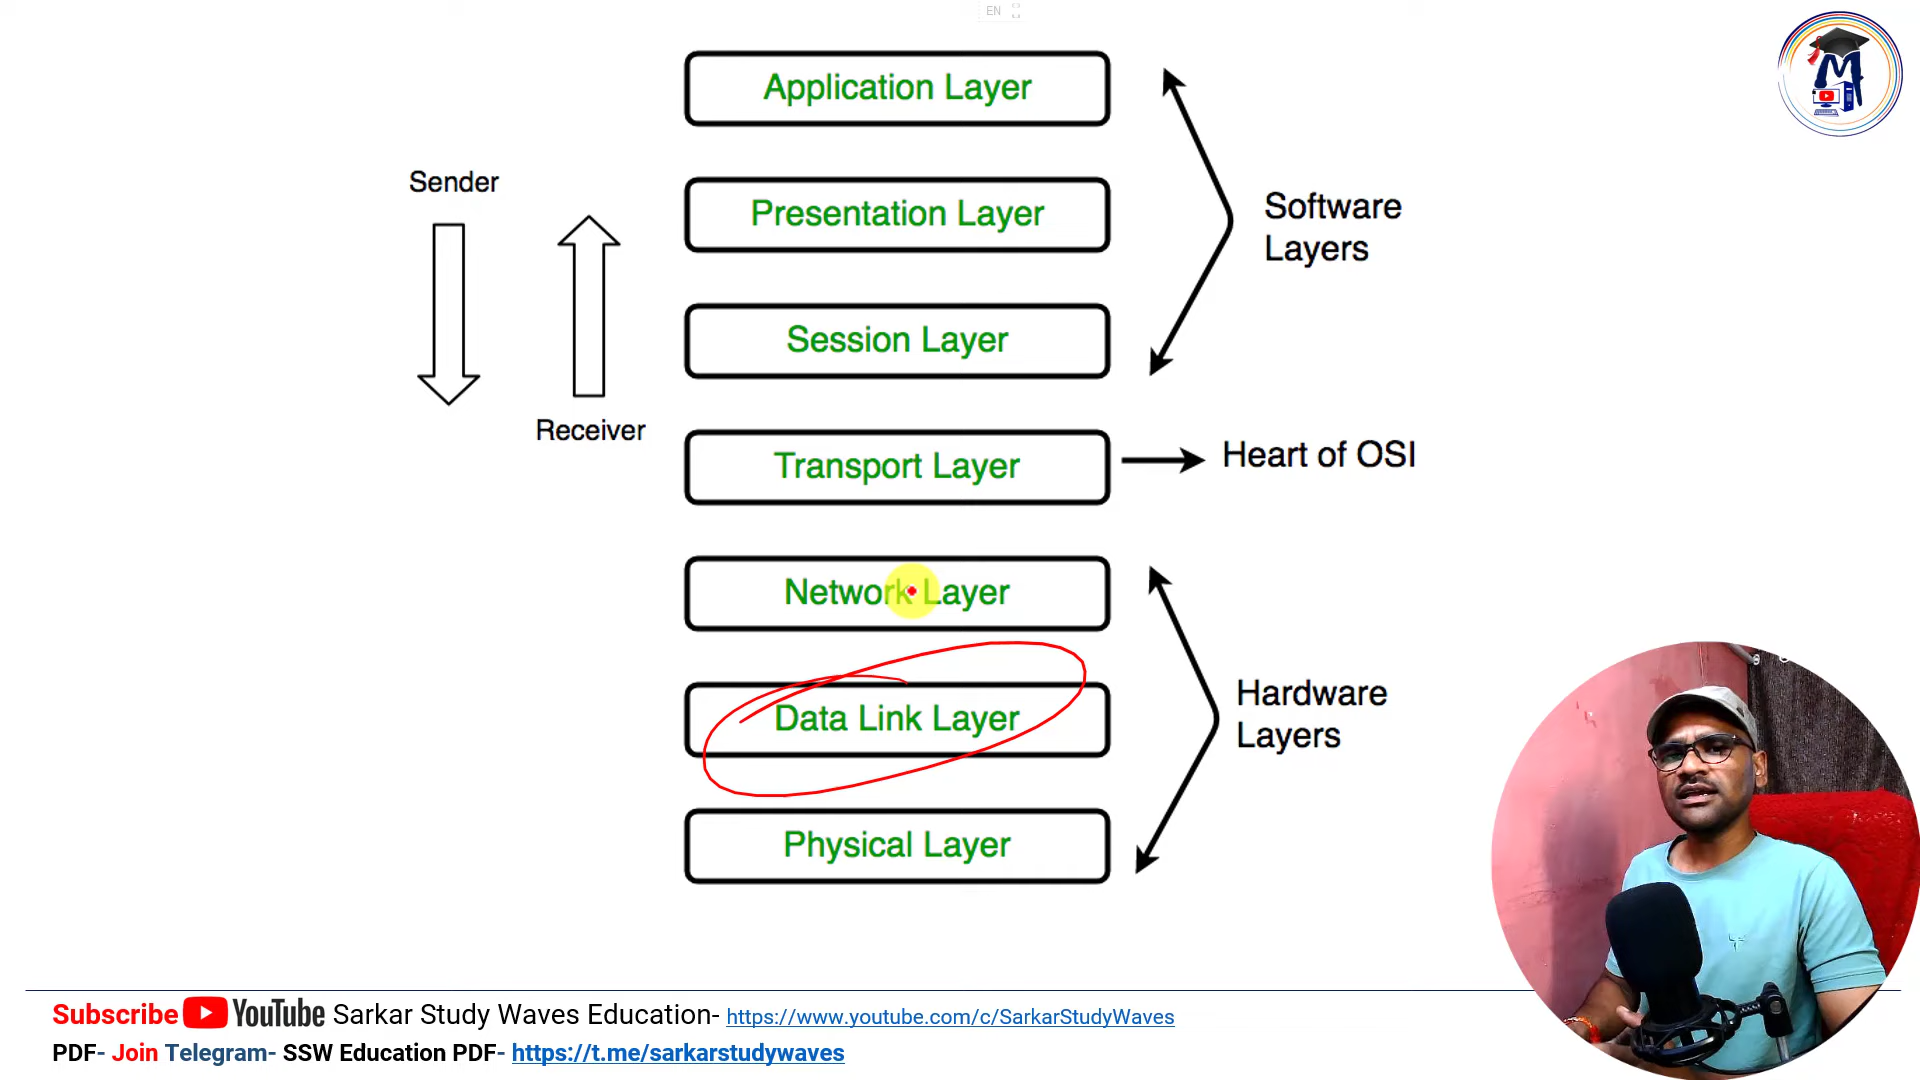 EN
Application Layer
Presentation Layer
Session Layer
Transport Layer
Network Layer
Data Link Layer
Physical Layer
Sender
Receiver
Software
Layers
Heart of OSI
Hardware
Layers
Subscribe YouTube Sarkar Study Waves Education- https://www.youtube.com/c/SarkarStudyWaves
PDF- Join Telegram- SSW Education PDF- https://t.me/sarkarstudywaves